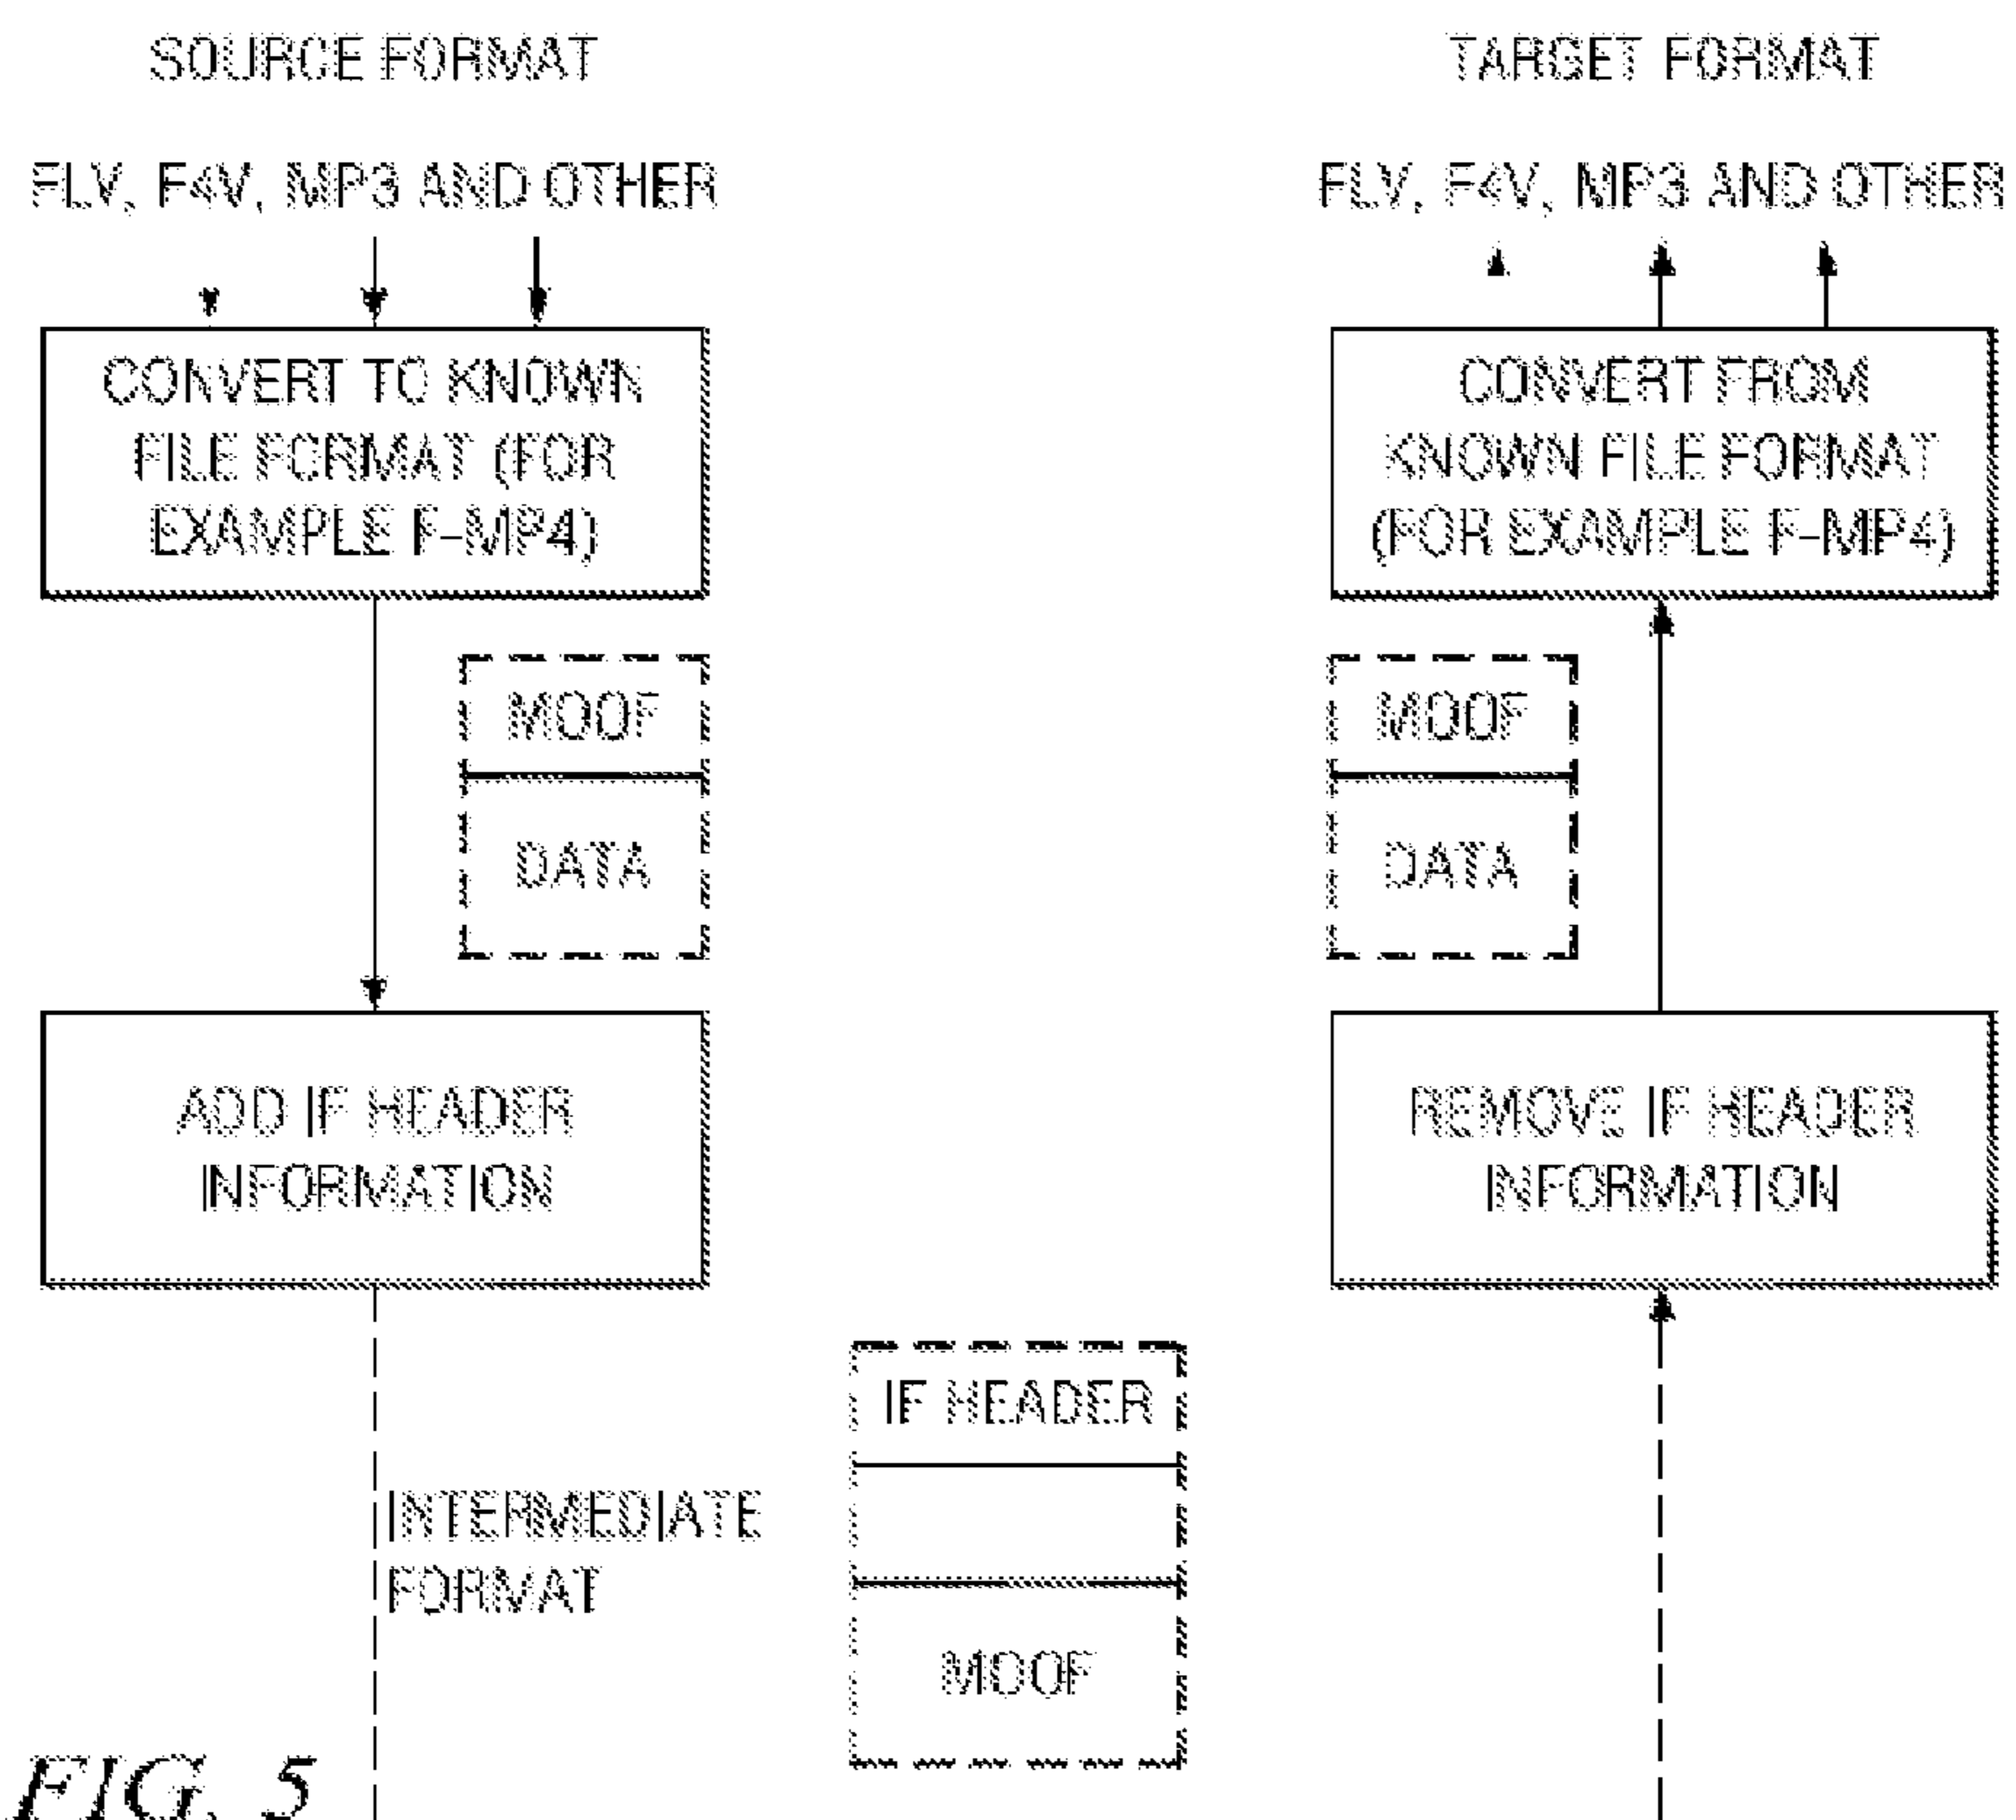 SOURCE FORMAT
FLV, F4V, MP3 AND OTHER
CONVERT TO KNOWN
FILE FORMAT (FOR
EXAMPLE F-MP4)
MOOF
DATA
ADD IF HEADER
INFORMATION
INTERMEDIATE
FORMAT
IF HEADER
MOOF
TARGET FORMAT
FLV, F4V, MP3 AND OTHER
CONVERT FROM
KNOWN FILE FORMAT
(FOR EXAMPLE F-MP4)
MOOF
DATA
REMOVE IF HEADER
INFORMATION
FIG. 5